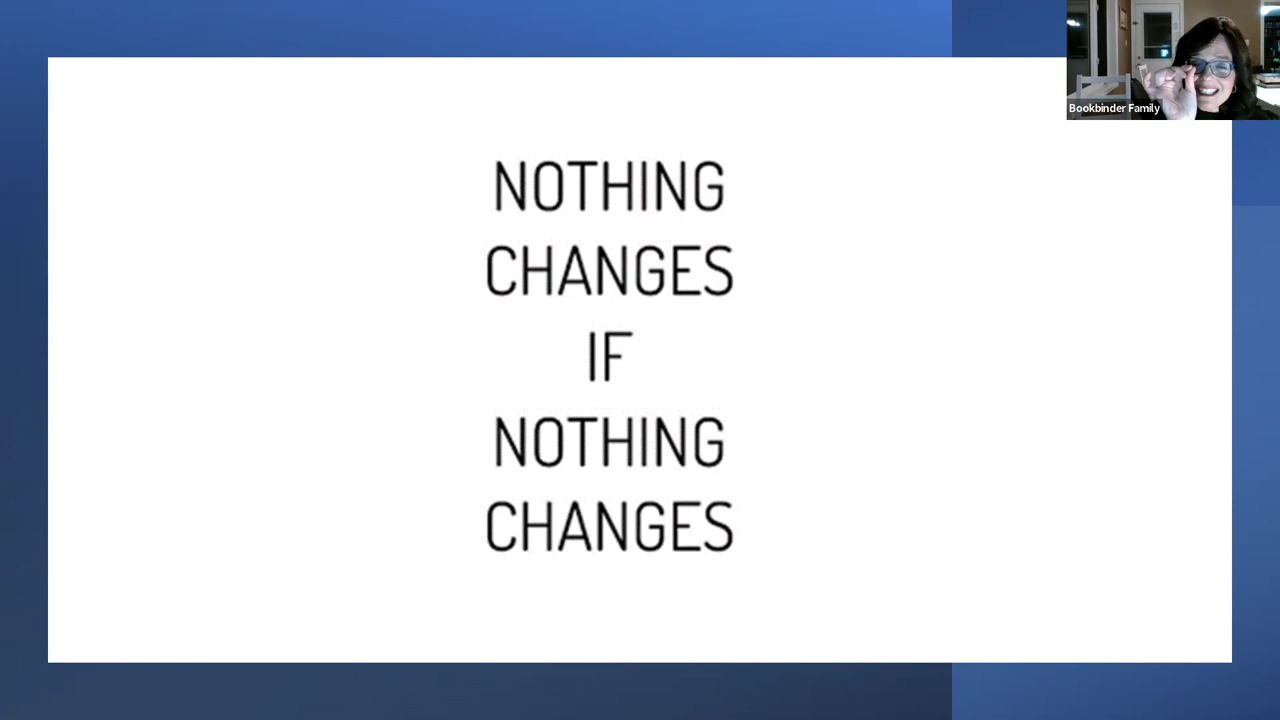 Bookbinder Family
NOTHING
CHANGES
IF
NOTHING
CHANGES